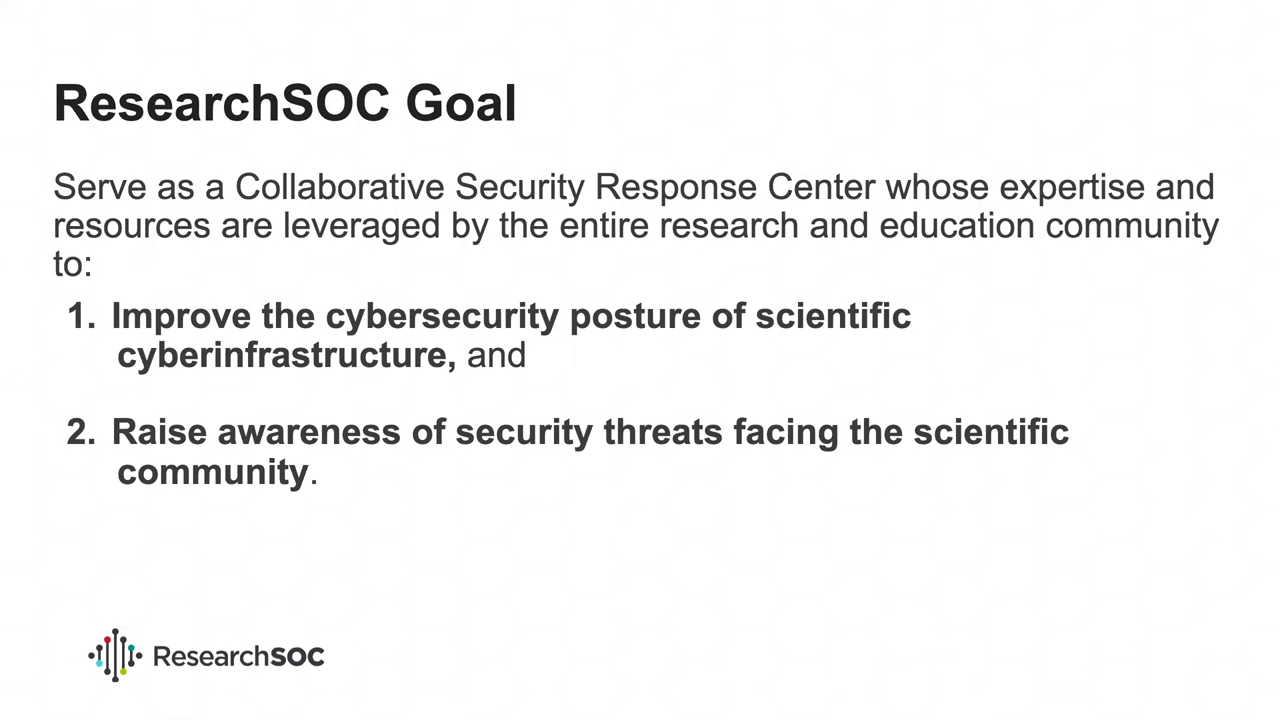 ResearchSOC Goal
Serve as a Collaborative Security Response Center whose expertise and
resources are leveraged by the entire research and education community
to:
1. Improve the cybersecurity posture of scientific
cyberinfrastructure, and
2. Raise awareness of security threats facing the scientific
community.
ResearchSOC